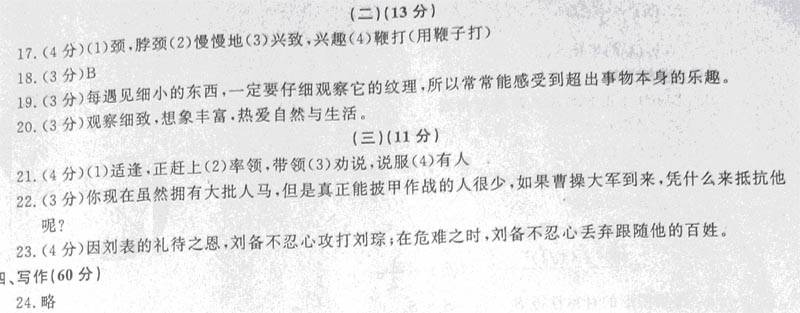 (二)(13分)
17.(4分)(1)颈,脖颈(2)慢慢地(3)兴致,兴趣(4)鞭打(用鞭子打)
18.(3分)B
19.(3分)每遇见细小的东西,一定要仔细观察它的纹理,所以常常能感受到超出事物本身的乐趣。
20.(3分)观察细致,想象丰富,热爱自然与生活。
(三)(11分)
21.(4分)(1)适逢,正赶上(2)率领,带领(3)劝说,说服(4)有人
22.(3分)你现在虽然拥有大批人马,但是真正能披甲作战的人很少,如果曹操大军到来,凭什么来抵抗他
呢?
23.(4分)因刘表的礼待之恩,刘备不忍心攻打刘琮;在危难之时,刘备不忍心丢弃跟随他的百姓。
四、写作(60分)
24.略